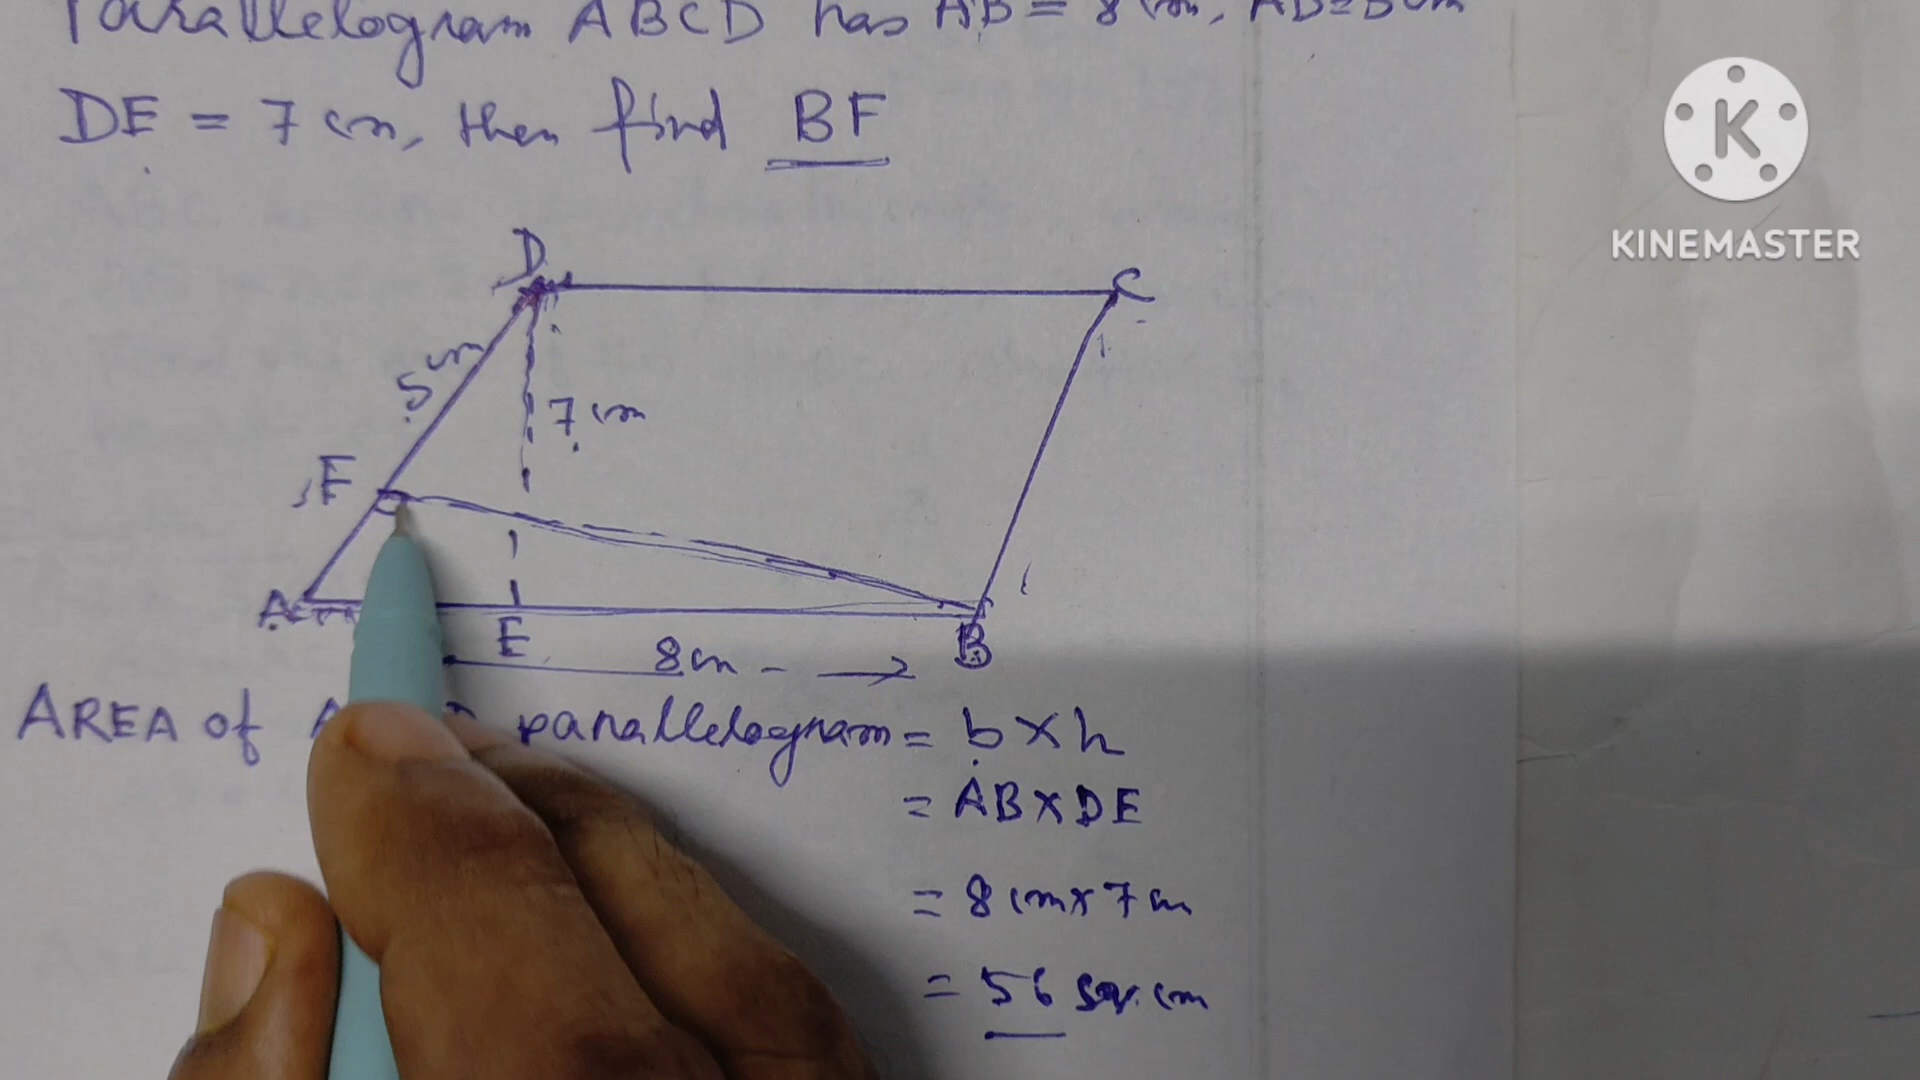 Parallelogram ABCD has AB = 8 cm, AD = 5 cm
DE = 7 cm, then find BF
D
C
5 cm
7 cm
F
A
E
B
8 cm
AREA of parallelogram = b × h
= AB × DE
= 8 cm × 7 cm
= 56 sq. cm
K
KINEMASTER